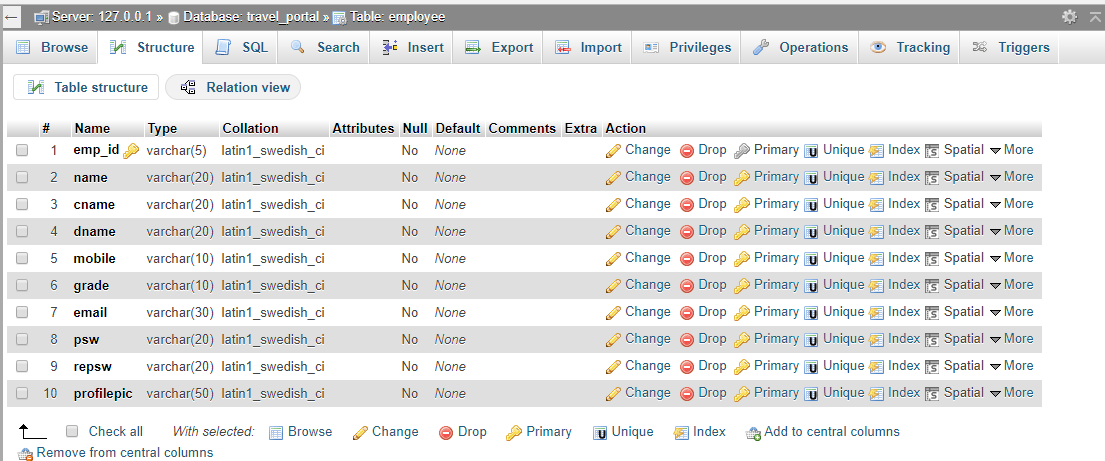 Server: 127.0.0.1 » Database: travel_portal » Table: employee
Browse Structure SQL Search Insert Export Import Privileges Operations Tracking Triggers
Table structure Relation view
# Name Type Collation Attributes Null Default Comments Extra Action
1 emp_id varchar(5) latin1_swedish_ci No None Change Drop Primary Unique Index Spatial More
2 name varchar(20) latin1_swedish_ci No None Change Drop Primary Unique Index Spatial More
3 cname varchar(20) latin1_swedish_ci No None Change Drop Primary Unique Index Spatial More
4 dname varchar(20) latin1_swedish_ci No None Change Drop Primary Unique Index Spatial More
5 mobile varchar(10) latin1_swedish_ci No None Change Drop Primary Unique Index Spatial More
6 grade varchar(10) latin1_swedish_ci No None Change Drop Primary Unique Index Spatial More
7 email varchar(30) latin1_swedish_ci No None Change Drop Primary Unique Index Spatial More
8 psw varchar(20) latin1_swedish_ci No None Change Drop Primary Unique Index Spatial More
9 repsw varchar(20) latin1_swedish_ci No None Change Drop Primary Unique Index Spatial More
10 profilepic varchar(50) latin1_swedish_ci No None Change Drop Primary Unique Index Spatial More
Check all With selected: Browse Change Drop Primary Unique Index Add to central columns
Remove from central columns